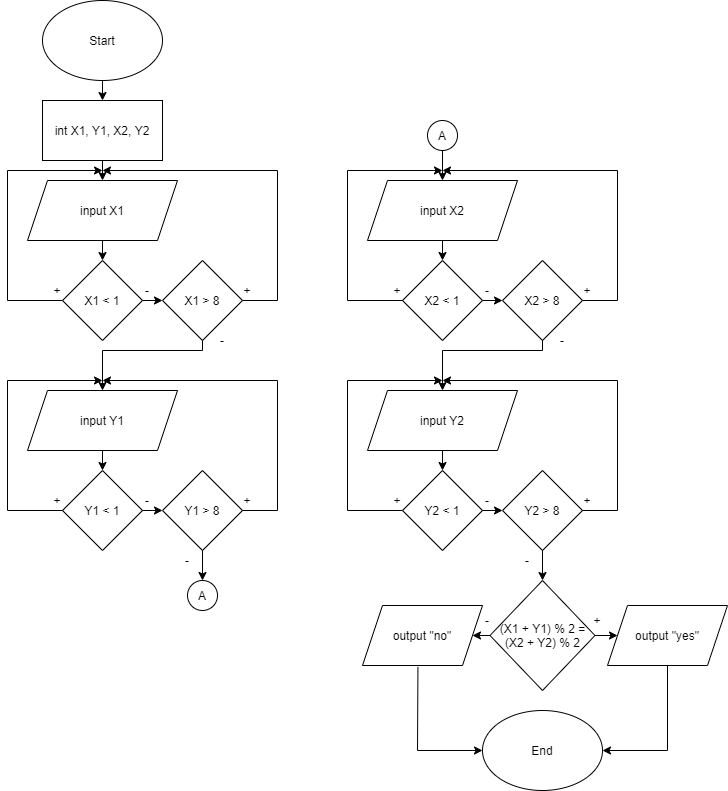 Start
int X1, Y1, X2, Y2
input X1
+
X1 < 1
-
X1 > 8
+
-
input Y1
+
Y1 < 1
-
Y1 > 8
+
-
A
A
input X2
+
X2 < 1
-
X2 > 8
+
-
input Y2
+
Y2 < 1
-
Y2 > 8
+
-
output "no"
-
(X1 + Y1) % 2 =
(X2 + Y2) % 2
+
output "yes"
End